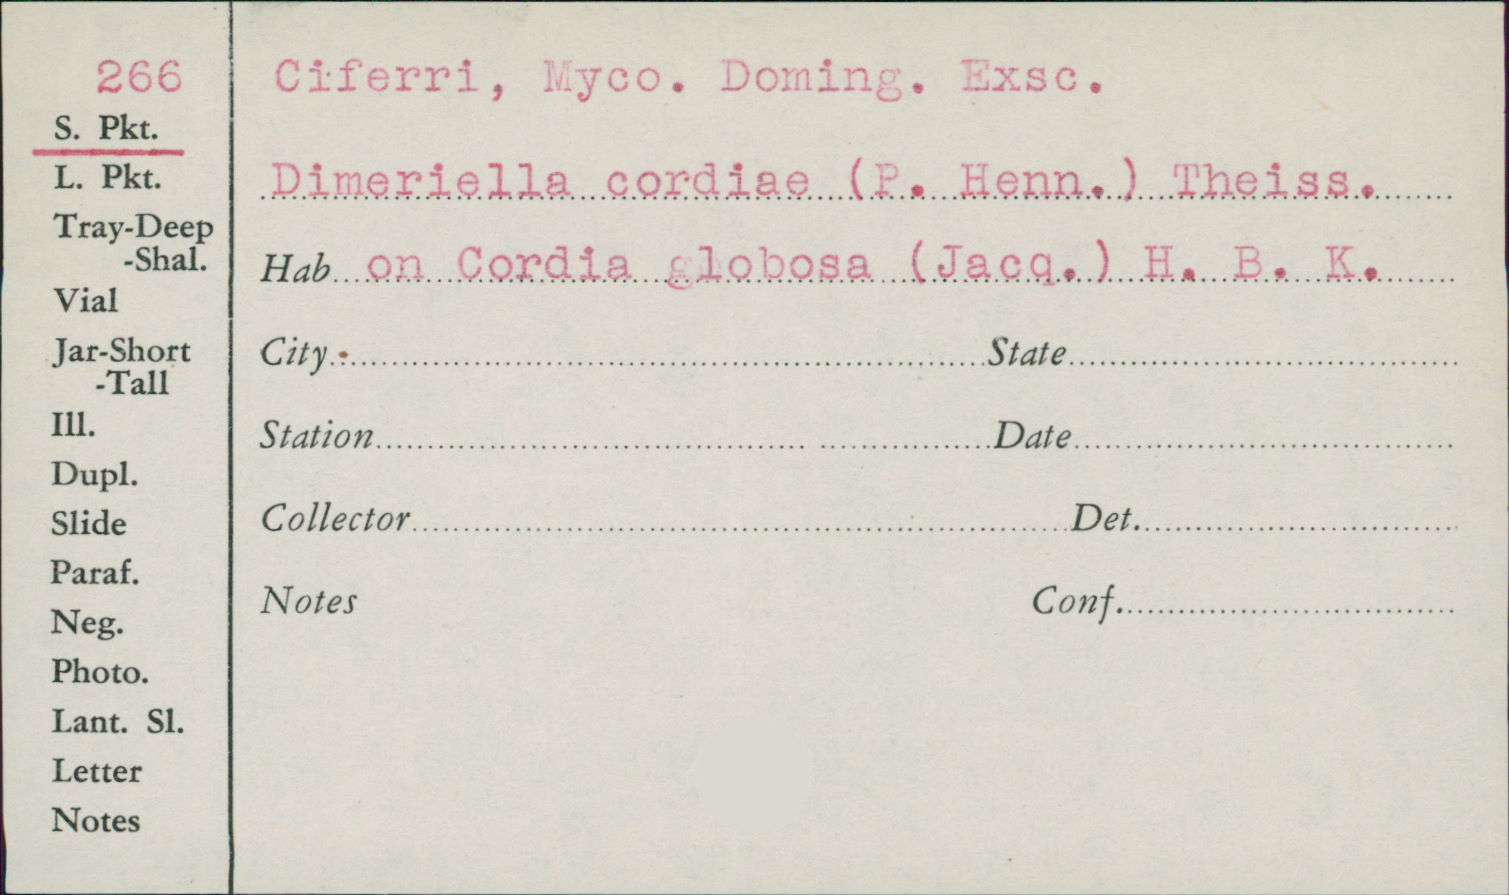 266 Ciferri, Myco. Doming. Exsc.
S. Pkt.
L. Pkt.
Dimeriella cordiae (P. Henn.) Theiss.
Tray-Deep
-Shal.
Hab on Cordia globosa (Jacq.) H. B. K.
Vial
Jar-Short
-Tall
City State
Ill.
Station Date
Dupl.
Slide
Collector Det.
Paraf.
Neg.
Notes Conf.
Photo.
Lant. Sl.
Letter
Notes